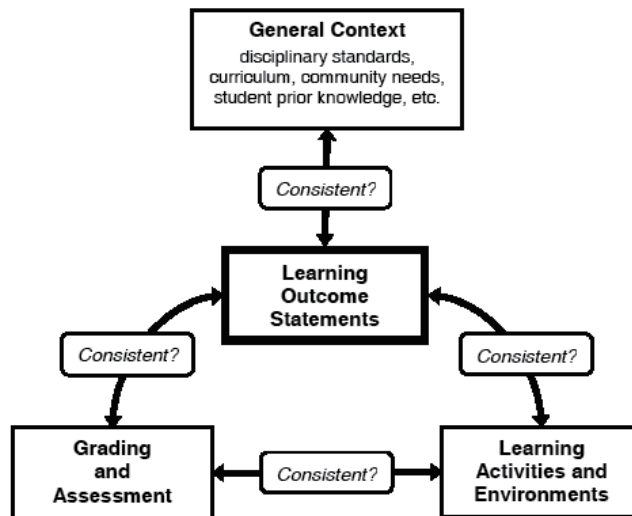 General Context
disciplinary standards,
curriculum, community needs,
student prior knowledge, etc.
Consistent?
Learning
Outcome
Statements
Consistent?
Consistent?
Grading
and
Assessment
Consistent?
Learning
Activities and
Environments